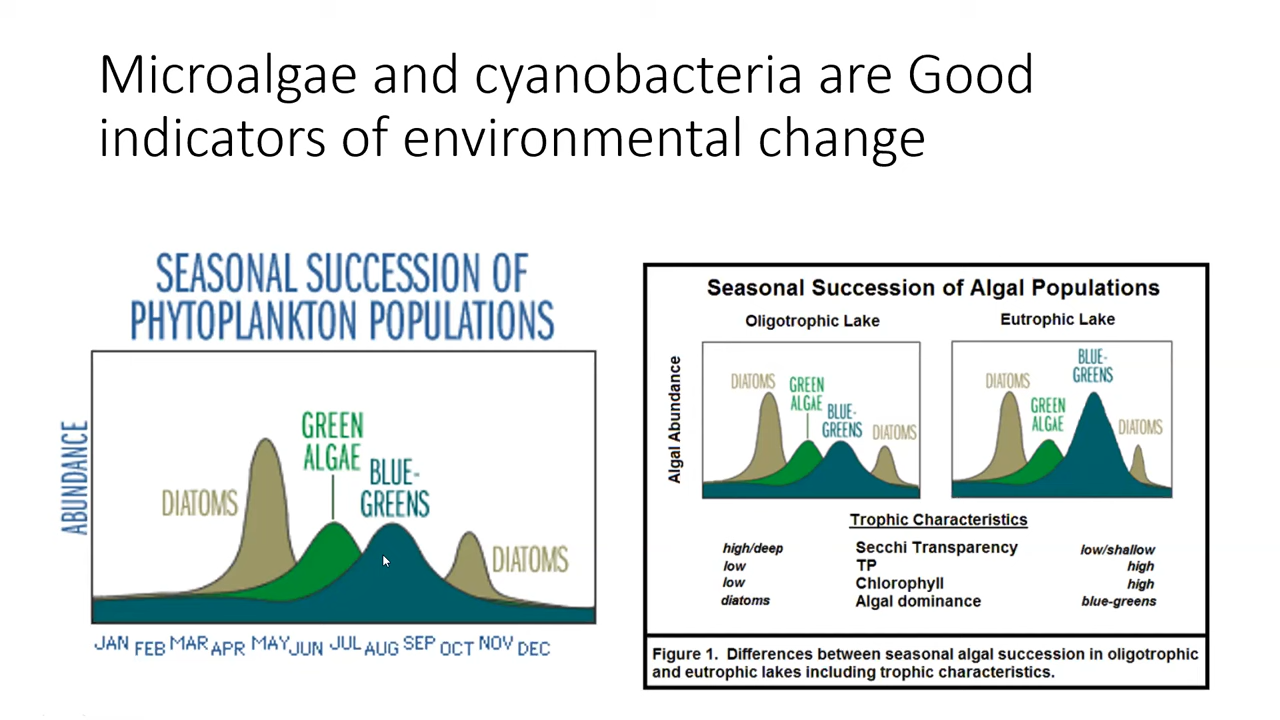 Microalgae and cyanobacteria are Good
indicators of environmental change
SEASONAL SUCCESSION OF
PHYTOPLANKTON POPULATIONS
ABUNDANCE
DIATOMS
GREEN
ALGAE
BLUE-
GREENS
DIATOMS
JAN FEB MAR APR MAY JUN JUL AUG SEP OCT NOV DEC
Seasonal Succession of Algal Populations
Oligotrophic Lake
Eutrophic Lake
Algal Abundance
DIATOMS
GREEN
ALGAE
BLUE-
GREENS
DIATOMS
DIATOMS
GREEN
ALGAE
BLUE-
GREENS
DIATOMS
Trophic Characteristics
high/deep Secchi Transparency low/shallow
low TP high
low Chlorophyll high
diatoms Algal dominance blue-greens
Figure 1. Differences between seasonal algal succession in oligotrophic
and eutrophic lakes including trophic characteristics.